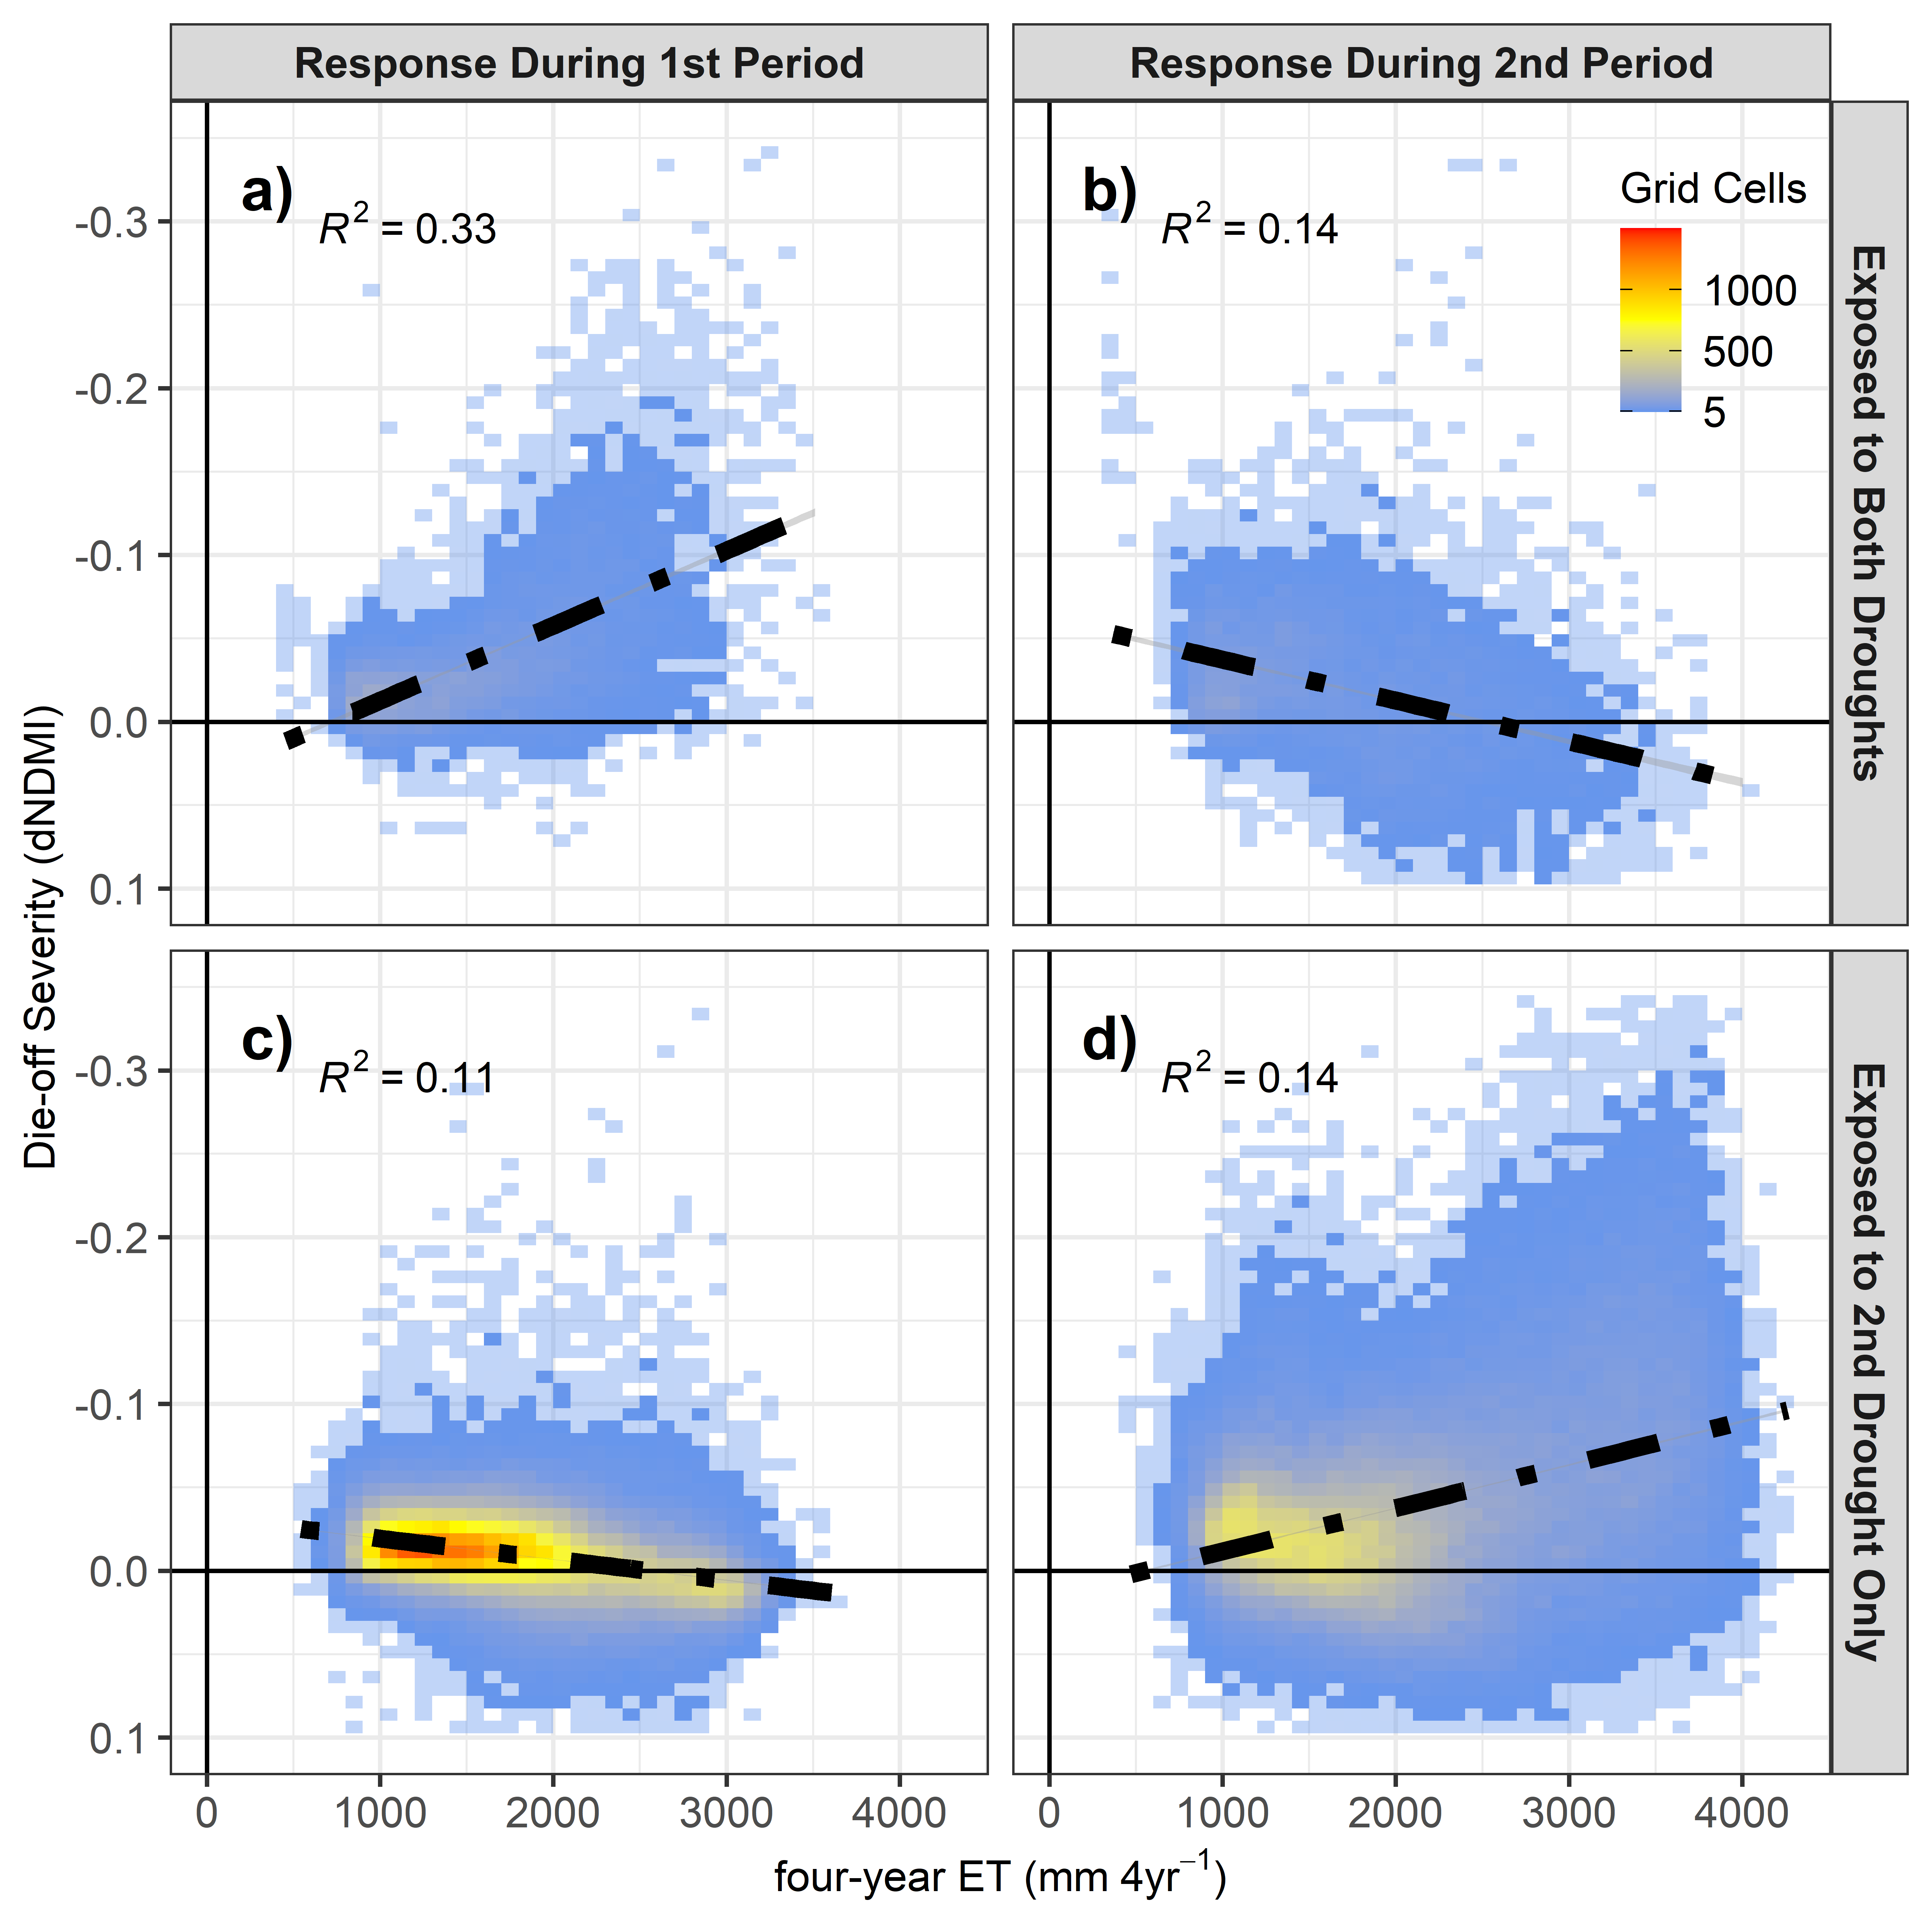 Response During 1st Period
Response During 2nd Period
a)
R² = 0.33
b)
R² = 0.14
Grid Cells
1000
500
5
Exposed to Both Droughts
-0.3
-0.2
-0.1
0.0
0.1
Die-off Severity (dNDMI)
c)
R² = 0.11
d)
R² = 0.14
Exposed to 2nd Drought Only
-0.3
-0.2
-0.1
0.0
0.1
0 1000 2000 3000 4000
0 1000 2000 3000 4000
four-year ET (mm 4yr⁻¹)